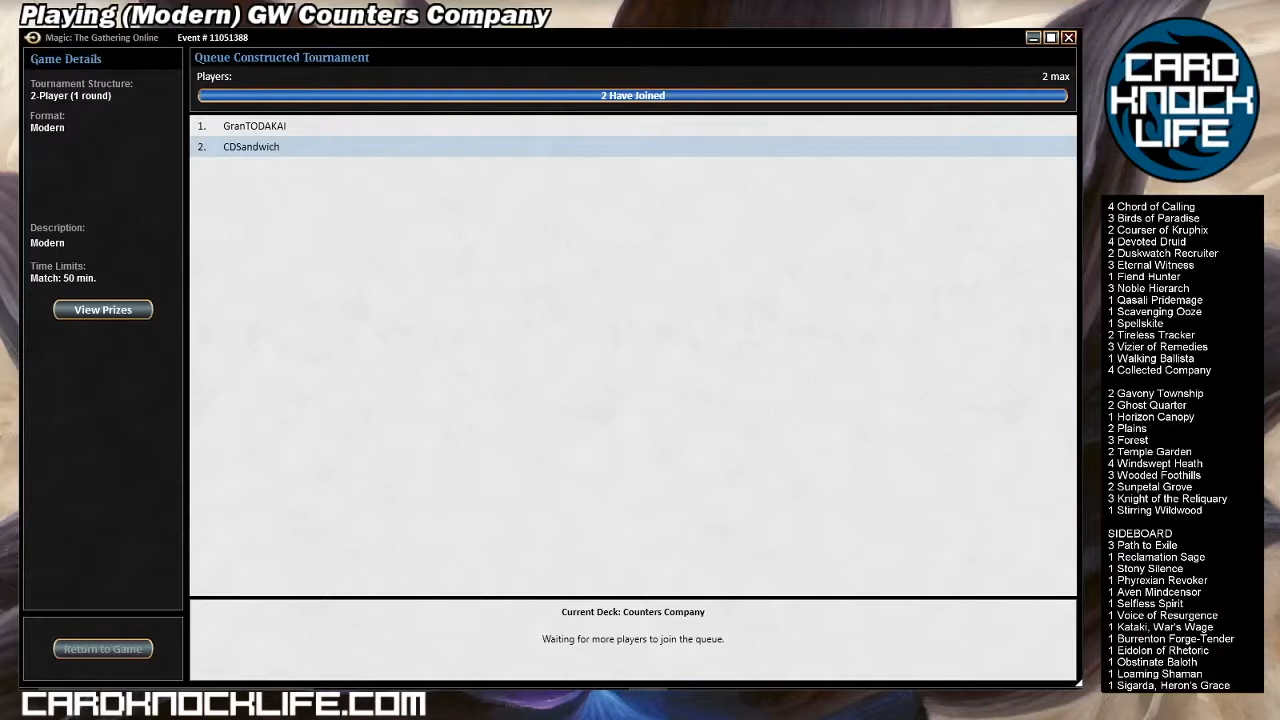 Playing (Modern) GW Counters Company
Magic: The Gathering Online Event # 11051388
Game Details
Tournament Structure:
2-Player (1 round)
Format:
Modern
Description:
Modern
Time Limits:
Match: 50 min.
View Prizes
Return to Game
Queue Constructed Tournament
Players: 2 max
2 Have Joined
1. GranTODAKAI
2. CDSandwich
Current Deck: Counters Company
Waiting for more players to join the queue.
CARD
KNOCK
LIFE
4 Chord of Calling
3 Birds of Paradise
2 Courser of Kruphix
4 Devoted Druid
2 Duskwatch Recruiter
3 Eternal Witness
1 Fiend Hunter
3 Noble Hierarch
1 Qasali Pridemage
1 Scavenging Ooze
1 Spellskite
2 Tireless Tracker
3 Vizier of Remedies
1 Walking Ballista
4 Collected Company
2 Gavony Township
2 Ghost Quarter
1 Horizon Canopy
2 Plains
3 Forest
2 Temple Garden
4 Windswept Heath
3 Wooded Foothills
2 Sunpetal Grove
3 Knight of the Reliquary
1 Stirring Wildwood
SIDEBOARD
3 Path to Exile
1 Reclamation Sage
1 Stony Silence
1 Phyrexian Revoker
1 Aven Mindcensor
1 Selfless Spirit
1 Voice of Resurgence
1 Kataki, War's Wage
1 Burrenton Forge-Tender
1 Eidolon of Rhetoric
1 Obstinate Baloth
1 Loaming Shaman
1 Sigarda, Heron's Grace
CARDKNOCKLIFE.COM